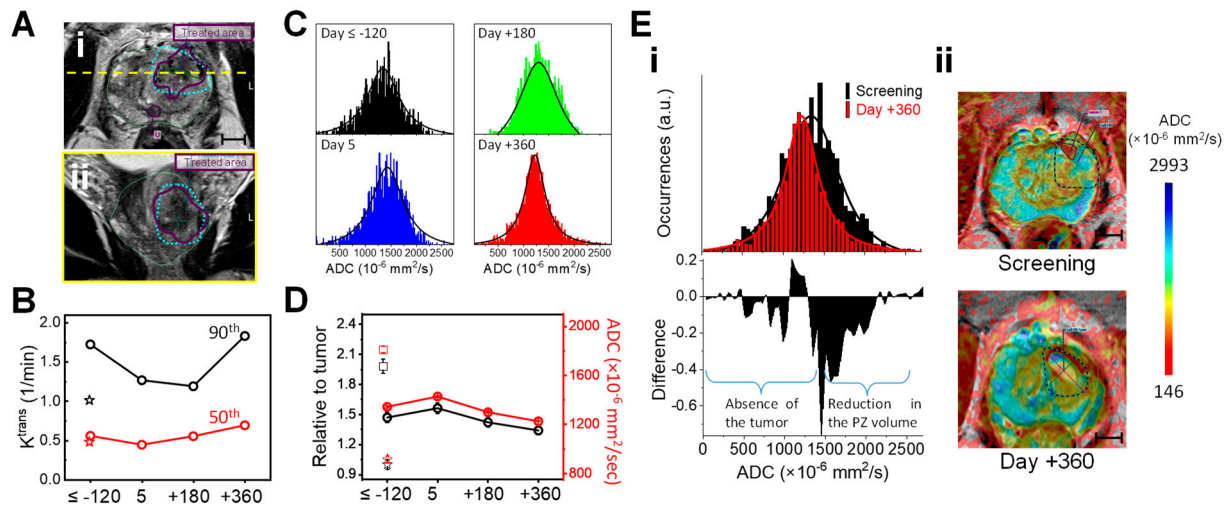 A
i
Treated area
L
U
ii
Treated area
L
B
Kᵗʳᵃⁿˢ (1/min)
2.0
1.5
1.0
0.5
0.0
90ᵗʰ
50ᵗʰ
≤ -120
5
+180
+360
C
Day ≤ -120
Day +180
Day 5
Day +360
500 1000 1500 2000 2500
500 1000 1500 2000 2500
ADC (10⁻⁶ mm²/s)
ADC (10⁻⁶ mm²/s)
D
Relative to tumor
2.4
2.1
1.8
1.5
1.2
0.9
2000
1600
1200
800
ADC (×10⁻⁶ mm²/sec)
≤ -120
5
+180
+360
E
i
Occurrences (a.u.)
Screening
Day +360
Difference
0.2
0.0
-0.2
-0.4
-0.6
Absence of
the tumor
Reduction in
the PZ volume
0 500 1000 1500 2000 2500
ADC (×10⁻⁶ mm²/s)
ii
Screening
Day +360
ADC
(×10⁻⁶ mm²/s)
2993
146